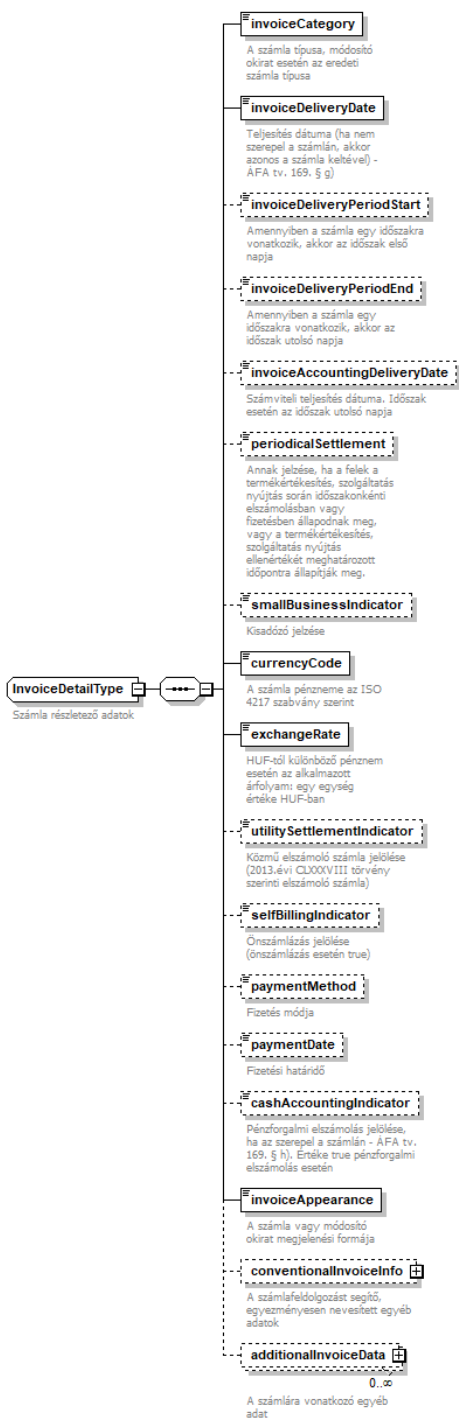 invoiceCategory
A számla típusa, módosító
okirat esetén az eredeti
számla típusa
invoiceDeliveryDate
Teljesítés dátuma (ha nem
szerepel a számlán, akkor
azonos a számla keltével) -
ÁFA tv. 169. § g)
invoiceDeliveryPeriodStart
Amennyiben a számla egy időszakra
vonatkozik, akkor az időszak első
napja
invoiceDeliveryPeriodEnd
Amennyiben a számla egy
időszakra vonatkozik, akkor az
időszak utolsó napja
invoiceAccountingDeliveryDate
Számviteli teljesítés dátuma. Időszak
esetén az időszak utolsó napja
periodicalSettlement
Annak jelzése, ha a felek a
termékértékesítés, szolgáltatás
nyújtás során időszakonkénti
elszámolásban vagy
fizetésben állapodnak meg,
vagy a termékértékesítés,
szolgáltatás nyújtás
ellenértékét meghatározott
időpontra állapítják meg.
smallBusinessIndicator
Kisadózó jelzése
currencyCode
A számla pénzneme az ISO
4217 szabvány szerint
InvoiceDetailType
Számla részletező adatok
exchangeRate
HUF-tól különböző pénznem
esetén az alkalmazott
árfolyam: egy egység
értéke HUF-ban
utilitySettlementIndicator
Közmű elszámoló számla jelölése
(2013.évi CLXXXVIII törvény
szerinti elszámoló számla)
selfBillingIndicator
Önszámlázás jelölése
(önszámlázás esetén true)
paymentMethod
Fizetés módja
paymentDate
Fizetési határidő
cashAccountingIndicator
Pénzforgalmi elszámolás jelölése,
ha az szerepel a számlán - ÁFA tv.
169. § h). Értéke true pénzforgalmi
elszámolás esetén
invoiceAppearance
A számla vagy módosító
okirat megjelenési formája
conventionalInvoiceInfo
A számlafeldolgozást segítő,
egyezményesen nevesített egyéb
adatok
additionalInvoiceData
0..∞
A számlára vonatkozó egyéb
adat